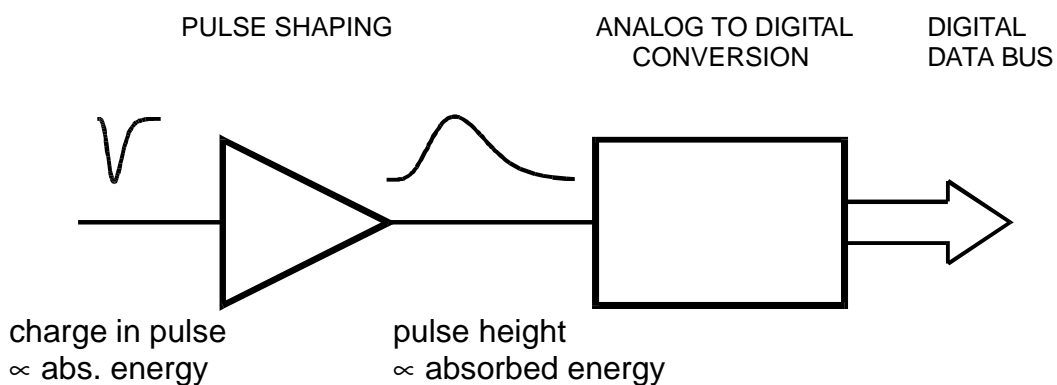 PULSE SHAPING
ANALOG TO DIGITAL
CONVERSION
DIGITAL
DATA BUS
charge in pulse
∝ abs. energy
pulse height
∝ absorbed energy